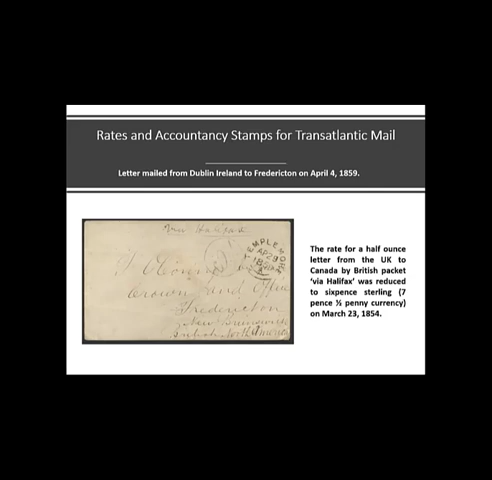 Rates and Accountancy Stamps for Transatlantic Mail
Letter mailed from Dublin Ireland to Fredericton on April 4, 1859.
Via Halifax
TEMPLEMORE
AP 29
Crown Land Office
Fredericton
New Brunswick
British North America
The rate for a half ounce
letter from the UK to
Canada by British packet
‘via Halifax’ was reduced
to sixpence sterling (7
pence ½ penny currency)
on March 23, 1854.